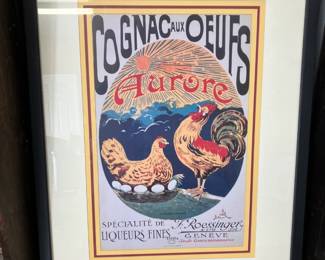 COGNAC AUX OEUFS
Aurore
SPÉCIALITÉ DE
LIQUEURS FINES
F. Roessinger
GENÈVE